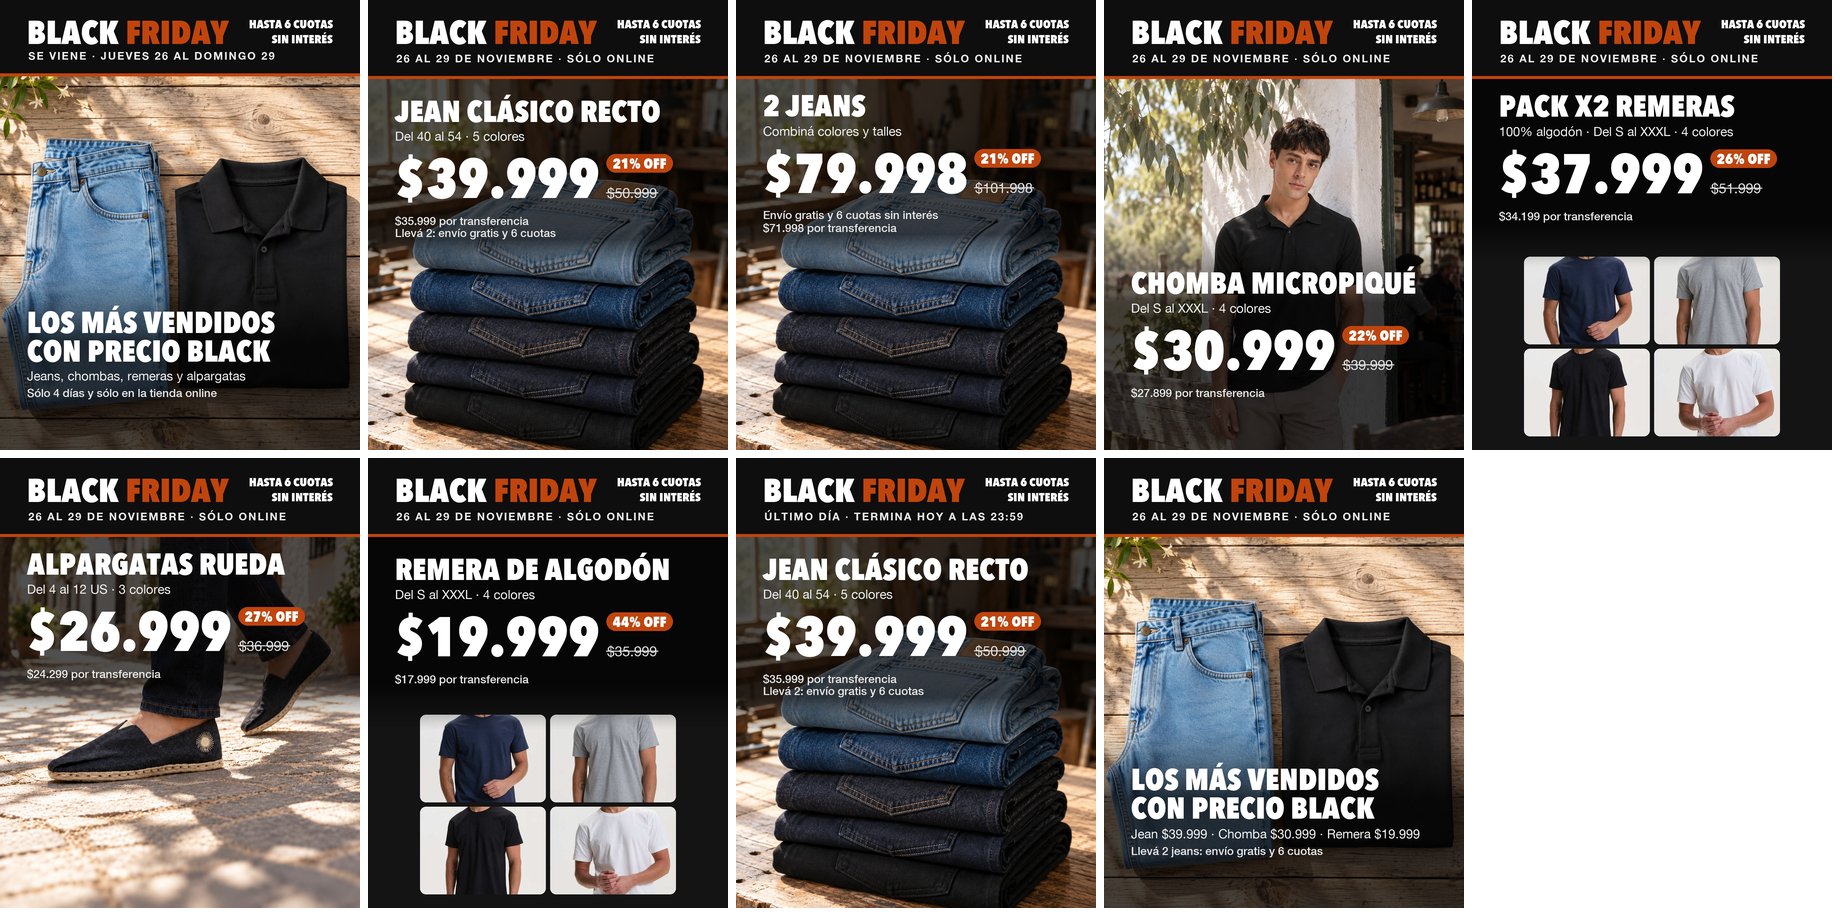 BLACK FRIDAY
HASTA 6 CUOTAS
SIN INTERÉS
SE VIENE · JUEVES 26 AL DOMINGO 29
LOS MÁS VENDIDOS
CON PRECIO BLACK
Jeans, chombas, remeras y alpargatas
Sólo 4 días y sólo en la tienda online
BLACK FRIDAY
HASTA 6 CUOTAS
SIN INTERÉS
26 AL 29 DE NOVIEMBRE · SÓLO ONLINE
JEAN CLÁSICO RECTO
Del 40 al 54 · 5 colores
$39.999
21% OFF
$50.999
$35.999 por transferencia
Llevá 2: envío gratis y 6 cuotas
BLACK FRIDAY
HASTA 6 CUOTAS
SIN INTERÉS
26 AL 29 DE NOVIEMBRE · SÓLO ONLINE
2 JEANS
Combiná colores y talles
$79.998
21% OFF
$101.998
Envío gratis y 6 cuotas sin interés
$71.998 por transferencia
BLACK FRIDAY
HASTA 6 CUOTAS
SIN INTERÉS
26 AL 29 DE NOVIEMBRE · SÓLO ONLINE
CHOMBA MICROPIQUÉ
Del S al XXXL · 4 colores
$30.999
22% OFF
$39.999
$27.899 por transferencia
BLACK FRIDAY
HASTA 6 CUOTAS
SIN INTERÉS
26 AL 29 DE NOVIEMBRE · SÓLO ONLINE
PACK X2 REMERAS
100% algodón · Del S al XXXL · 4 colores
$37.999
26% OFF
$51.999
$34.199 por transferencia
BLACK FRIDAY
HASTA 6 CUOTAS
SIN INTERÉS
26 AL 29 DE NOVIEMBRE · SÓLO ONLINE
ALPARGATAS RUEDA
Del 4 al 12 US · 3 colores
$26.999
27% OFF
$36.999
$24.299 por transferencia
BLACK FRIDAY
HASTA 6 CUOTAS
SIN INTERÉS
26 AL 29 DE NOVIEMBRE · SÓLO ONLINE
REMERA DE ALGODÓN
Del S al XXXL · 4 colores
$19.999
44% OFF
$35.999
$17.999 por transferencia
BLACK FRIDAY
HASTA 6 CUOTAS
SIN INTERÉS
ÚLTIMO DÍA · TERMINA HOY A LAS 23:59
JEAN CLÁSICO RECTO
Del 40 al 54 · 5 colores
$39.999
21% OFF
$50.999
$35.999 por transferencia
Llevá 2: envío gratis y 6 cuotas
BLACK FRIDAY
HASTA 6 CUOTAS
SIN INTERÉS
26 AL 29 DE NOVIEMBRE · SÓLO ONLINE
LOS MÁS VENDIDOS
CON PRECIO BLACK
Jean $39.999 · Chomba $30.999 · Remera $19.999
Llevá 2 jeans: envío gratis y 6 cuotas